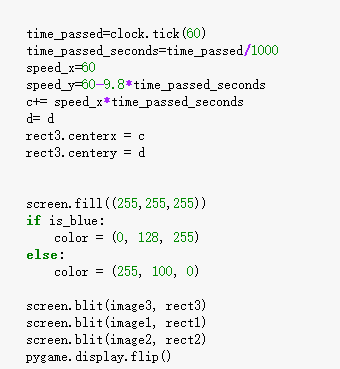 time_passed=clock.tick(60)
time_passed_seconds=time_passed/1000
speed_x=60
speed_y=60-9.8*time_passed_seconds
c+= speed_x*time_passed_seconds
d= d
rect3.centerx = c
rect3.centery = d
screen.fill((255,255,255))
if is_blue:
    color = (0, 128, 255)
else:
    color = (255, 100, 0)
screen.blit(image3, rect3)
screen.blit(image1, rect1)
screen.blit(image2, rect2)
pygame.display.flip()